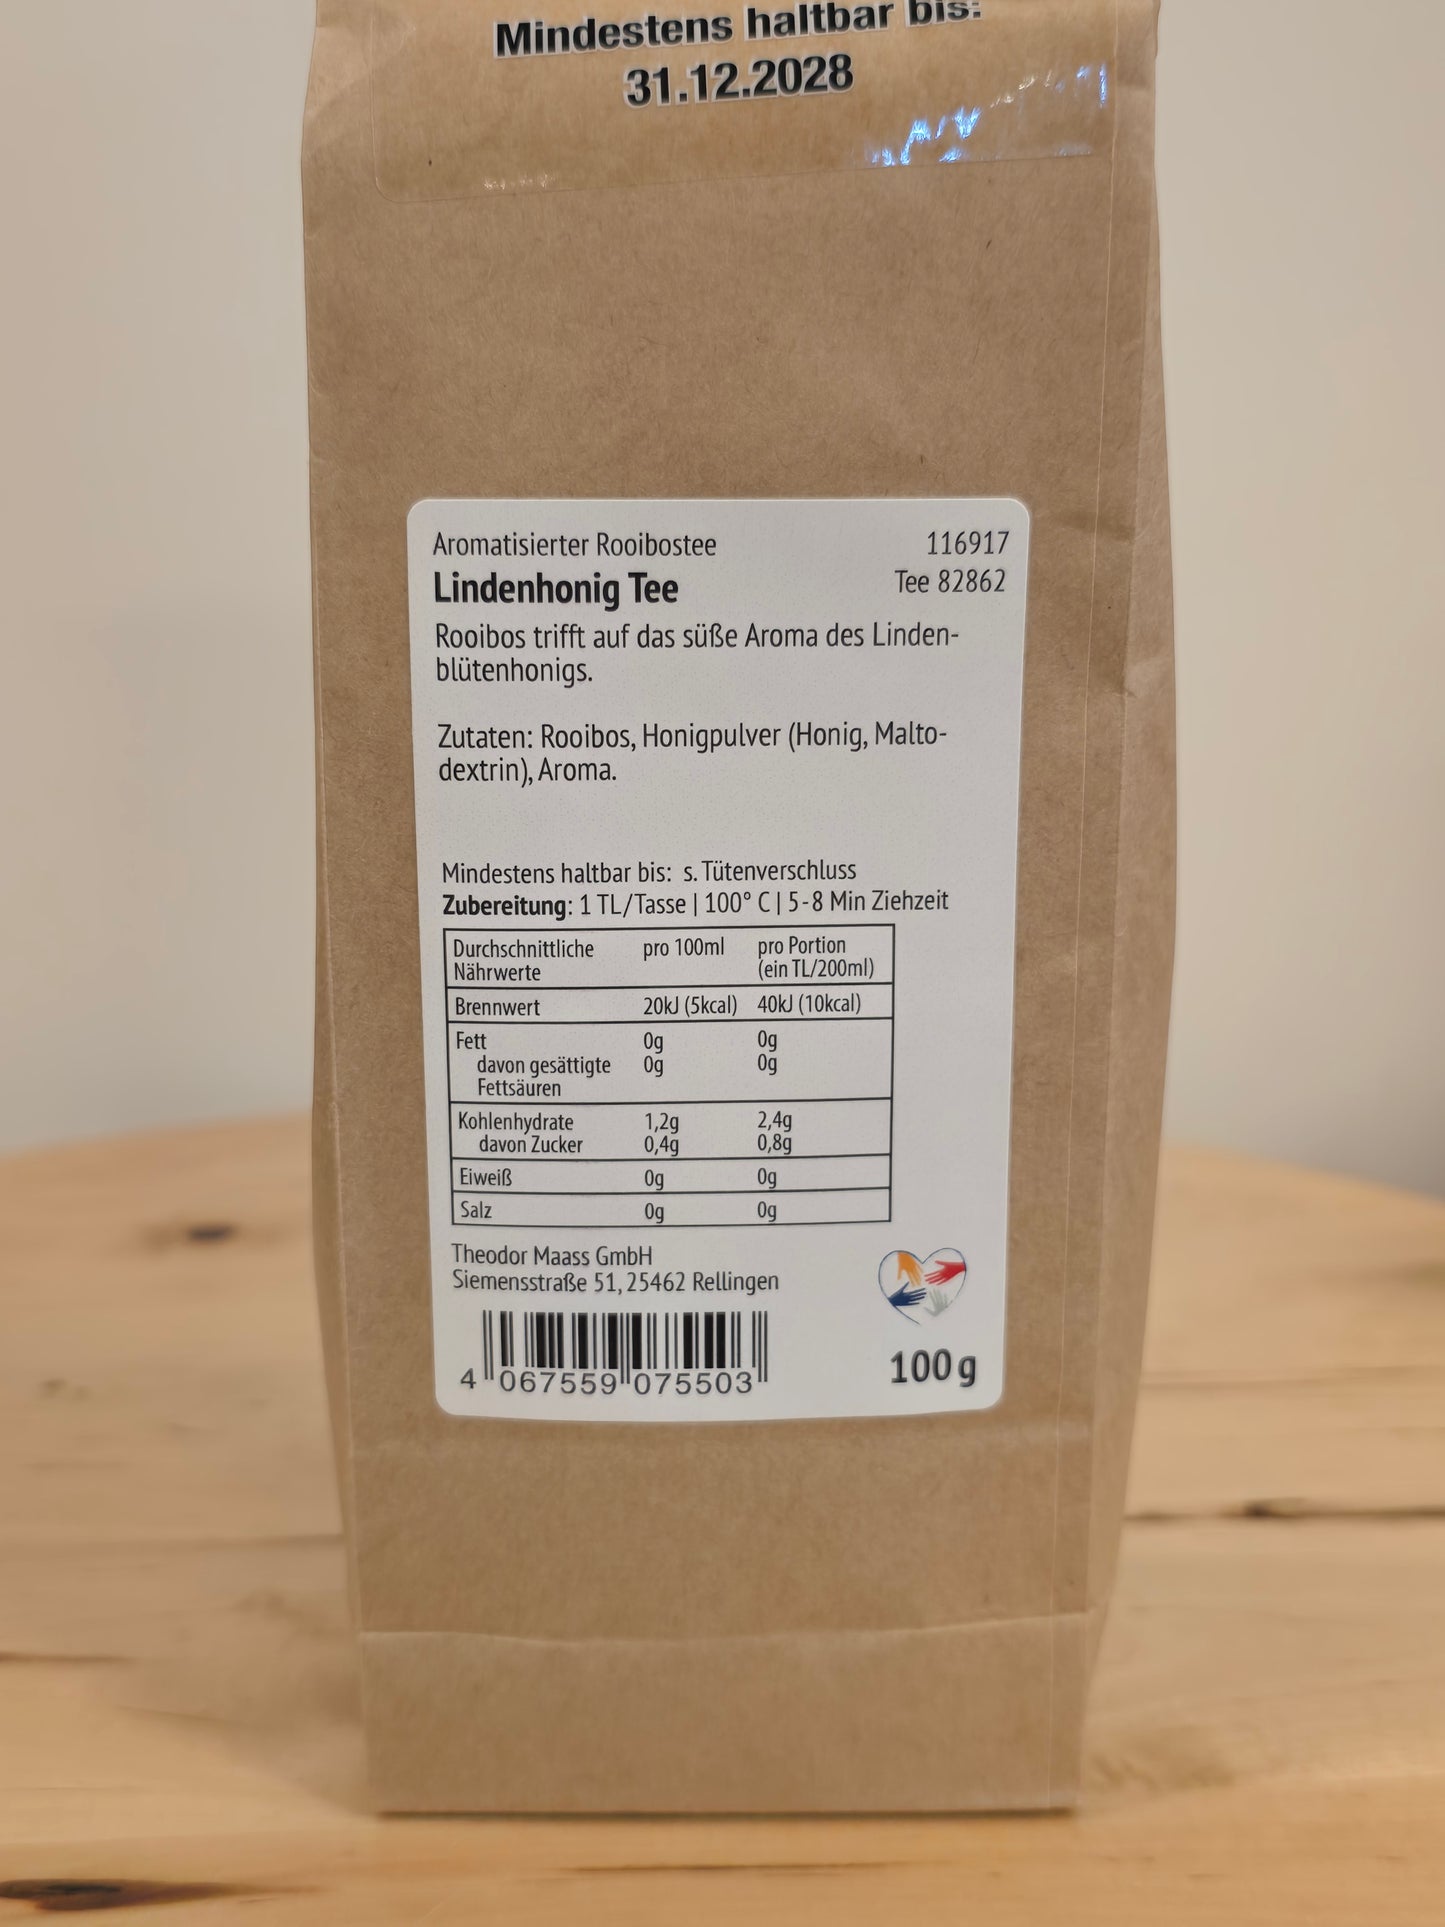 Mindestens haltbar bis:
31.12.2028
Aromatisierter Rooibostee 116917
Lindenhonig Tee Tee 82862
Rooibos trifft auf das süße Aroma des Linden-
blütenhonigs.
Zutaten: Rooibos, Honigpulver (Honig, Malto-
dextrin), Aroma.
Mindestens haltbar bis: s. Tütenverschluss
Zubereitung: 1 TL/Tasse | 100° C | 5-8 Min Ziehzeit
Durchschnittliche pro 100ml pro Portion
Nährwerte (ein TL/200ml)
Brennwert 20kJ (5kcal) 40kJ (10kcal)
Fett 0g 0g
davon gesättigte 0g 0g
Fettsäuren
Kohlenhydrate 1,2g 2,4g
davon Zucker 0,4g 0,8g
Eiweiß 0g 0g
Salz 0g 0g
Theodor Maass GmbH
Siemensstraße 51, 25462 Rellingen
4 067559 075503
100 g